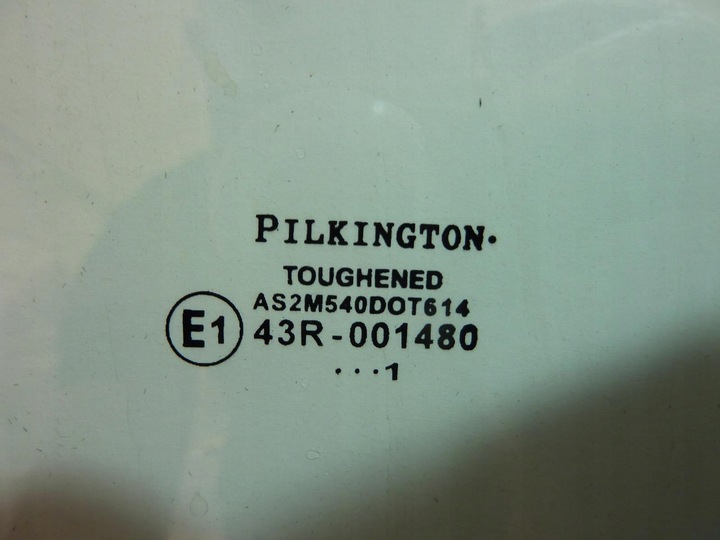 PILKINGTON·
TOUGHENED
AS2M540DOT614
E1 43R-001480
···1